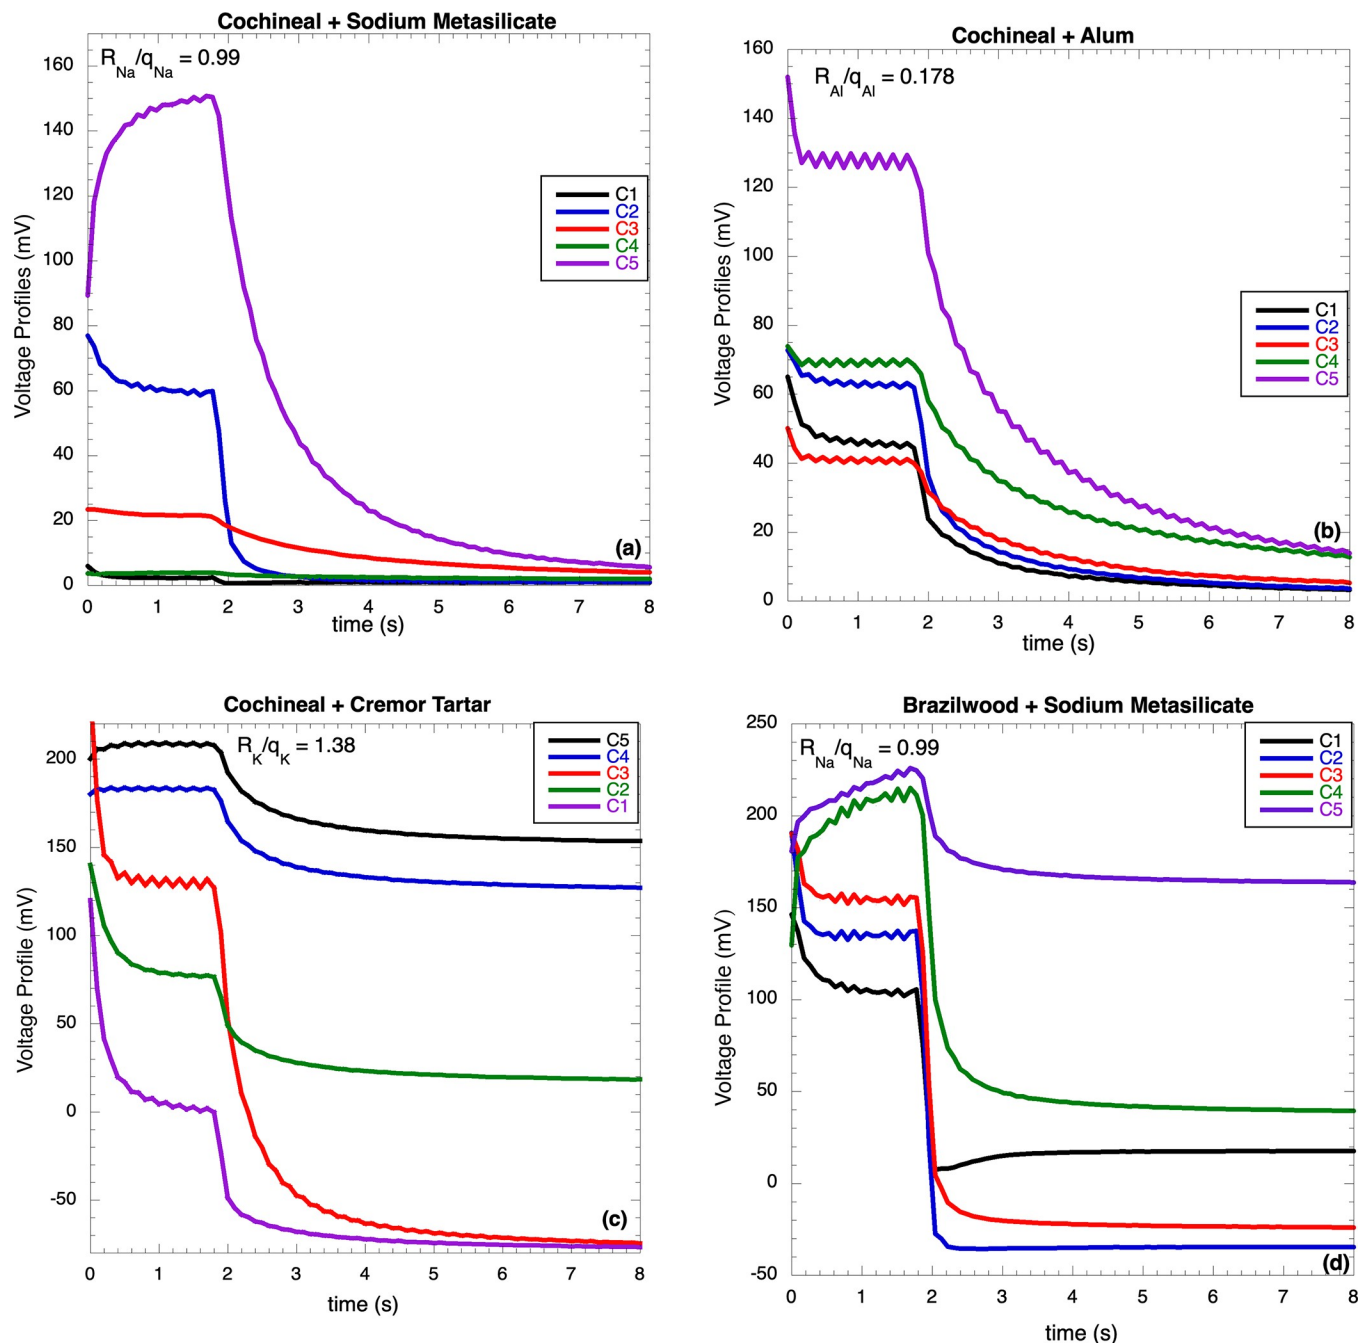 Cochineal + Sodium Metasilicate
R_Na/q_Na = 0.99
160
140
120
100
80
60
40
20
0
Voltage Profiles (mV)
C1
C2
C3
C4
C5
(a)
0 1 2 3 4 5 6 7 8
time (s)
Cochineal + Alum
R_Al/q_Al = 0.178
160
140
120
100
80
60
40
20
0
Voltage Profiles (mV)
C1
C2
C3
C4
C5
(b)
0 1 2 3 4 5 6 7 8
time (s)
Cochineal + Cremor Tartar
R_K/q_K = 1.38
200
150
100
50
0
-50
Voltage Profile (mV)
C5
C4
C3
C2
C1
(c)
0 1 2 3 4 5 6 7 8
time (s)
Brazilwood + Sodium Metasilicate
R_Na/q_Na = 0.99
250
200
150
100
50
0
-50
Voltage Profile (mV)
C1
C2
C3
C4
C5
(d)
0 1 2 3 4 5 6 7 8
time (s)